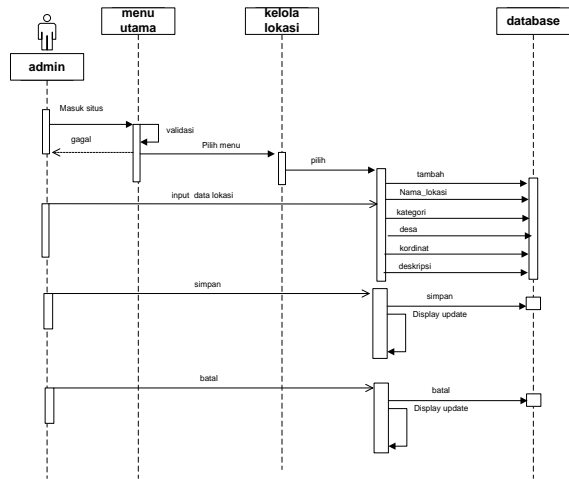 menu
utama
kelola
lokasi
database
admin
Masuk situs
validasi
gagal
Pilih menu
pilih
tambah
Nama_lokasi
input data lokasi
kategori
desa
kordinat
deskripsi
simpan
simpan
Display update
batal
batal
Display update